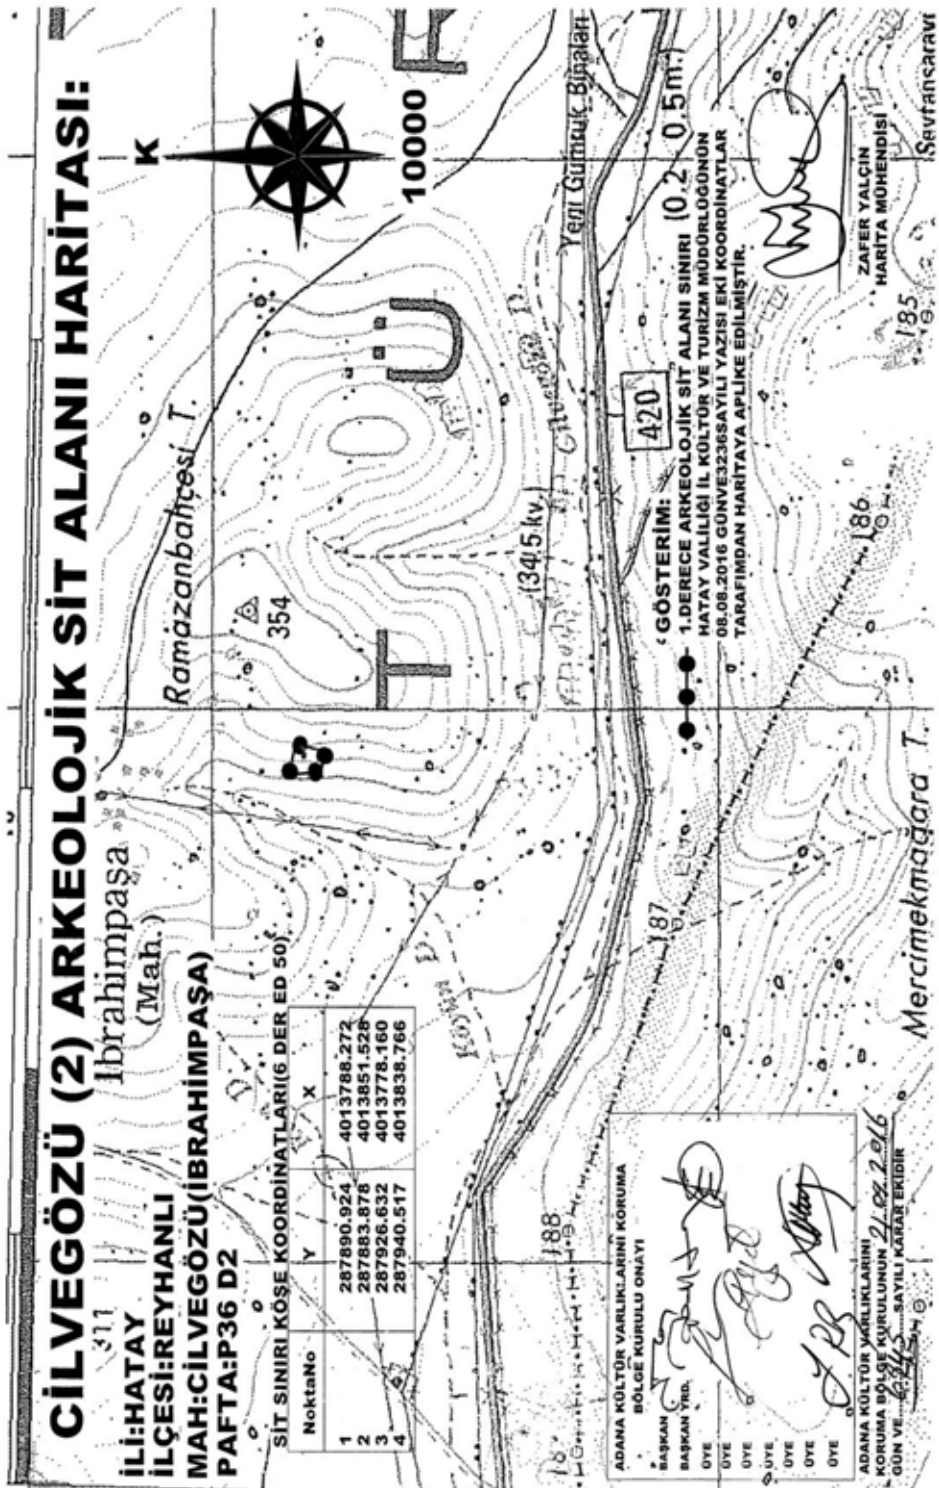 CİLVEGÖZÜ (2) ARKEOLOJİK SİT ALANI HARİTASI:
311
İbrahimpaşa
(Mah.)
İLİ:HATAY
İLÇESİ:REYHANLI
MAH:CİLVEGÖZÜ(İBRAHİMPAŞA)
PAFTA:P36 D2
K
100000
Ramazanbahçesi T.
354
T
Ü
SİT SINIRI KÖŞE KOORDİNATLARI(6 DER ED 50)
NoktaNo Y X
1 287890.924 4013788.272
2 287883.878 4013851.528
3 287926.632 4013778.160
4 287940.517 4013838.766
(34.5 kv)
Yeni Gümrük Binaları
420
(0.2 0.5m.)
GÖSTERİM:
1.DERECE ARKEOLOJİK SİT ALANI SINIRI
HATAY VALİLİĞİ İL KÜLTÜR VE TURİZM MÜDÜRLÜĞÜNÜN
08.08.2016 GÜNVE3236SAYILI YAZISI EKİ KOORDİNATLAR
TARAFIMDAN HARİTAYA APLİKE EDİLMİŞTİR.
ZAFER YALÇIN
HARİTA MÜHENDİSİ
185
186
187
188
Mercimekmağara T.
ADANA KÜLTÜR VARLIKLARINI KORUMA
BÖLGE KURULU ONAYI
BAŞKAN
BAŞKAN YRD.
ÜYE
ÜYE
ÜYE
ÜYE
ÜYE
ÜYE
ÜYE
ADANA KÜLTÜR VARLIKLARINI
KORUMA BÖLGE KURULUNUN
GÜN VE SAYILI KARAR EKİDİR